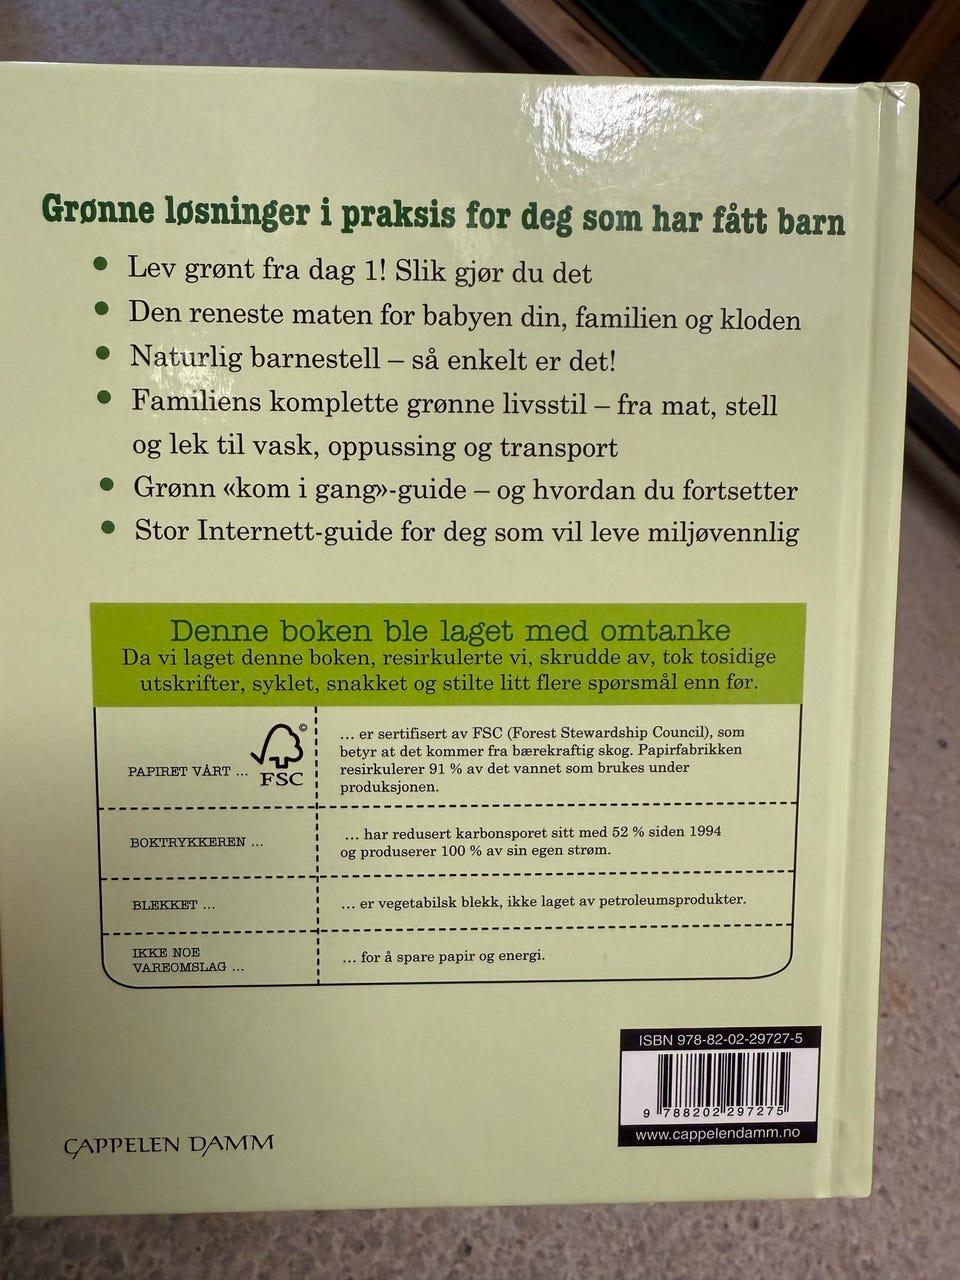 Grønne løsninger i praksis for deg som har fått barn
• Lev grønt fra dag 1! Slik gjør du det
• Den reneste maten for babyen din, familien og kloden
• Naturlig barnestell – så enkelt er det!
• Familiens komplette grønne livsstil – fra mat, stell
og lek til vask, oppussing og transport
• Grønn «kom i gang»-guide – og hvordan du fortsetter
• Stor Internett-guide for deg som vil leve miljøvennlig
Denne boken ble laget med omtanke
Da vi laget denne boken, resirkulerte vi, skrudde av, tok tosidige
utskrifter, syklet, snakket og stilte litt flere spørsmål enn før.
PAPIRET VÅRT ...
©
FSC
... er sertifisert av FSC (Forest Stewardship Council), som
betyr at det kommer fra bærekraftig skog. Papirfabrikken
resirkulerer 91 % av det vannet som brukes under
produksjonen.
BOKTRYKKEREN ...
... har redusert karbonsporet sitt med 52 % siden 1994
og produserer 100 % av sin egen strøm.
BLEKKET ...
... er vegetabilsk blekk, ikke laget av petroleumsprodukter.
IKKE NOE
VAREOMSLAG ...
... for å spare papir og energi.
ISBN 978-82-02-29727-5
9 788202 297275
www.cappelendamm.no
CAPPELEN DAMM